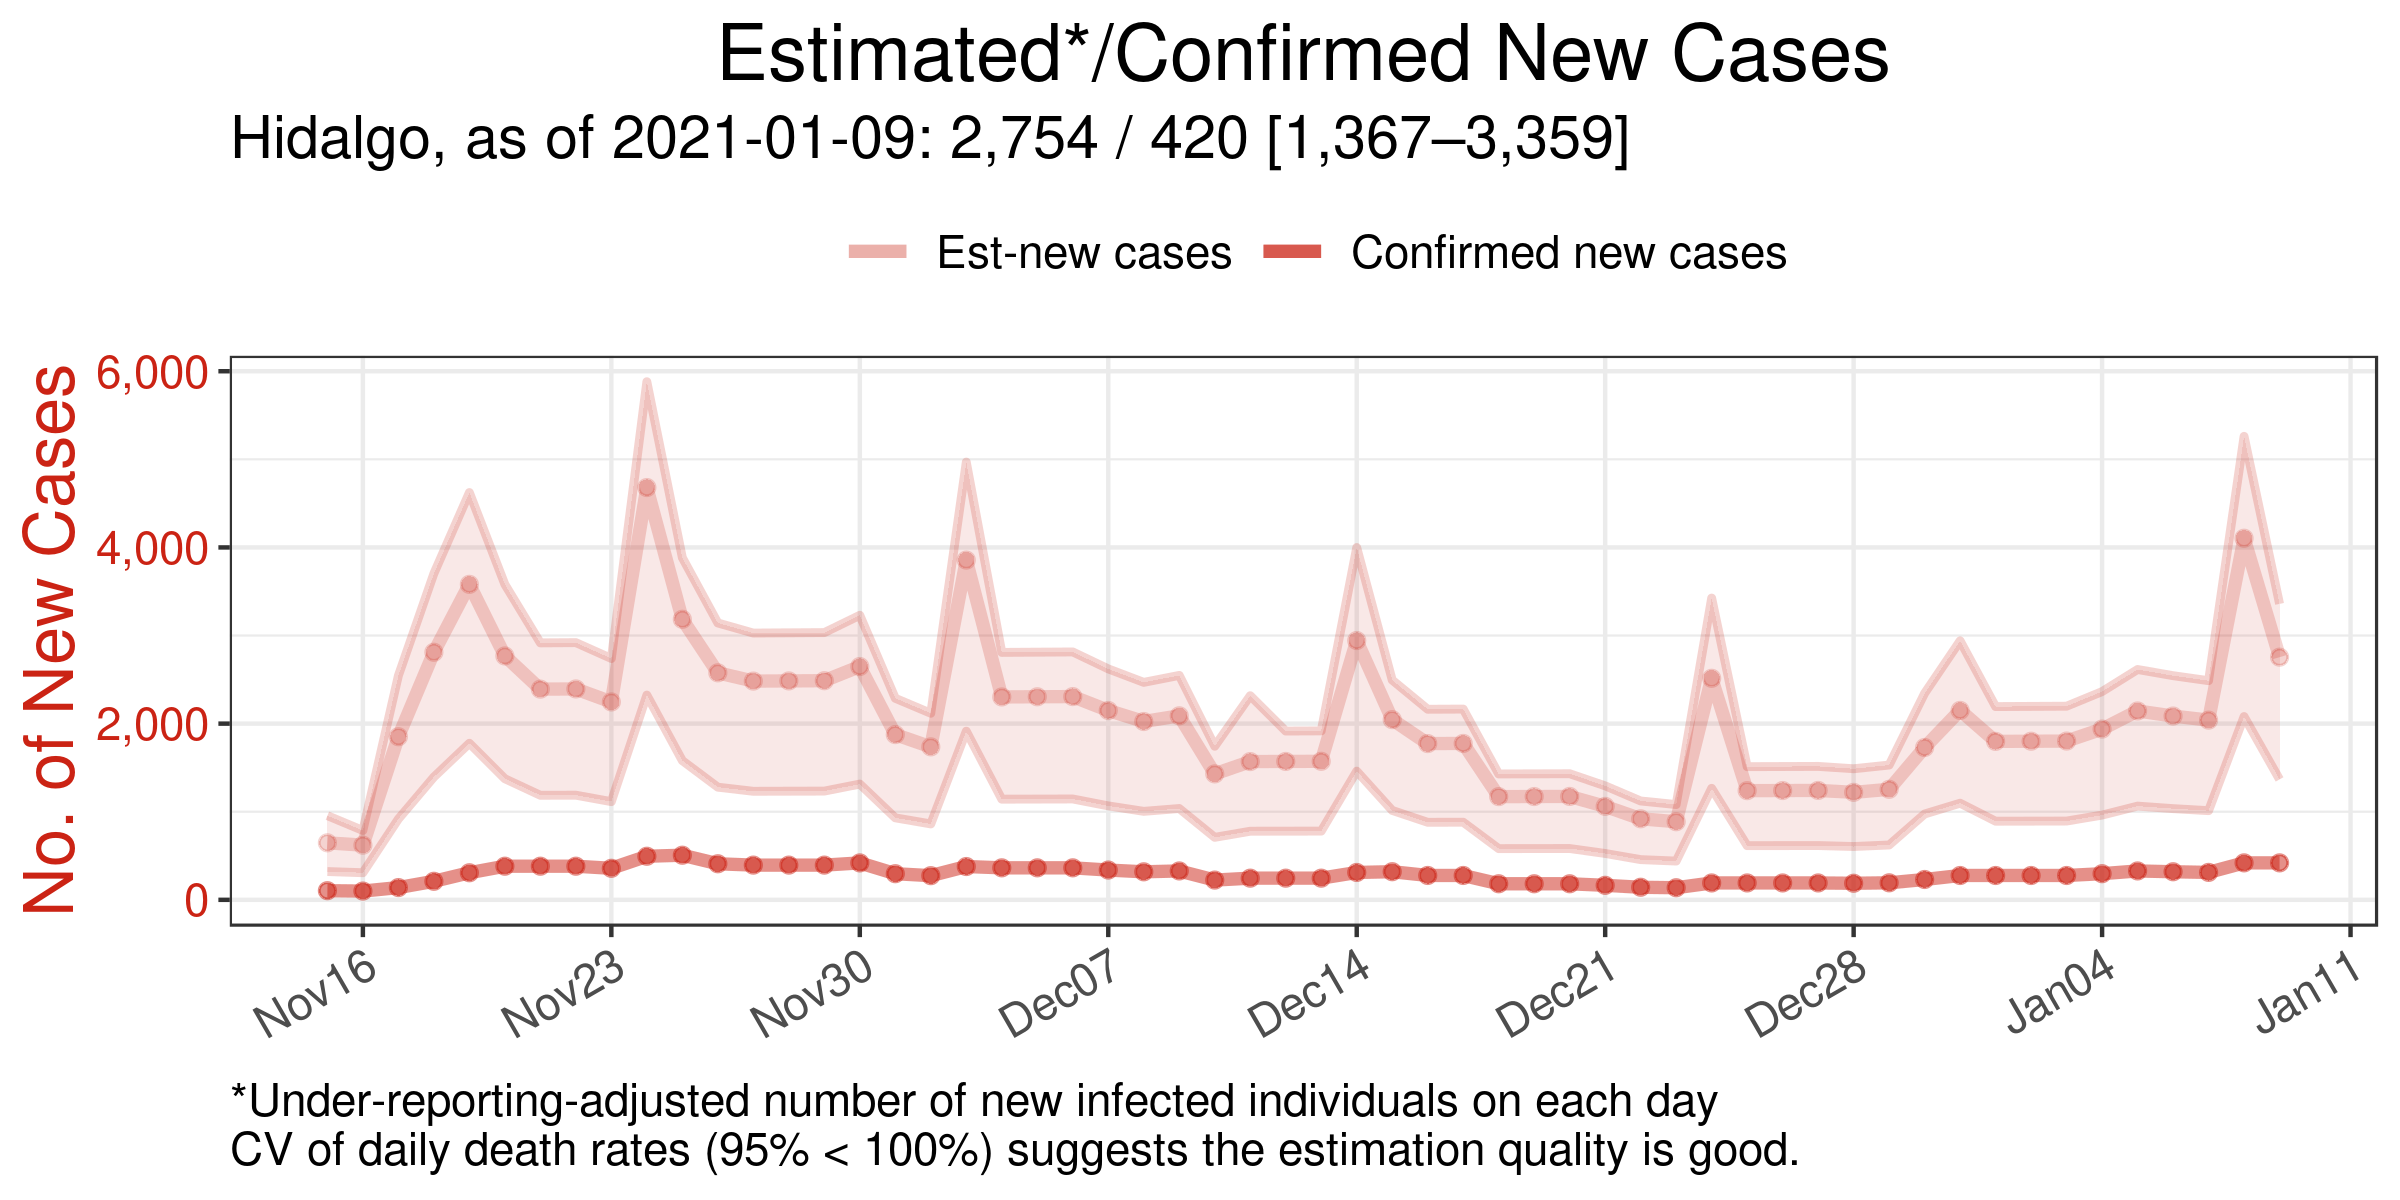 Estimated*/Confirmed New Cases
Hidalgo, as of 2021-01-09: 2,754 / 420 [1,367–3,359]
Est-new cases Confirmed new cases
No. of New Cases
6,000
4,000
2,000
0
Nov16 Nov23 Nov30 Dec07 Dec14 Dec21 Dec28 Jan04 Jan11
*Under-reporting-adjusted number of new infected individuals on each day
CV of daily death rates (95% < 100%) suggests the estimation quality is good.